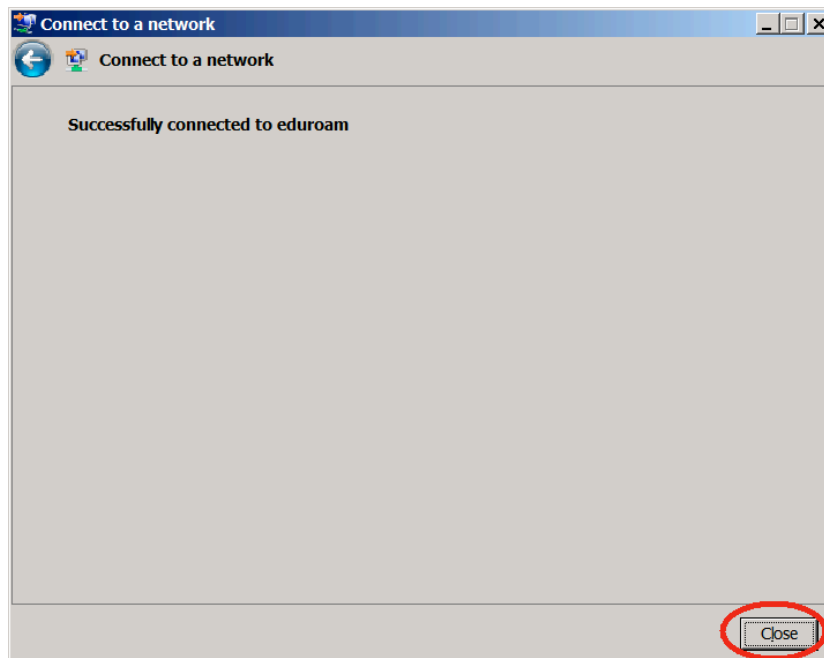 Connect to a network
Connect to a network
Successfully connected to eduroam
Close